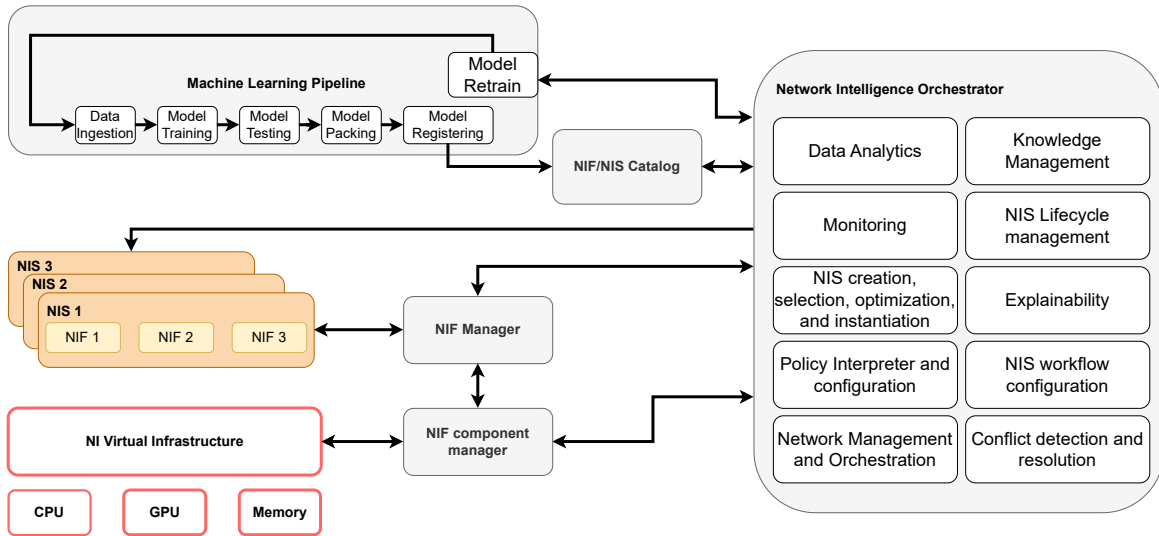 Machine Learning Pipeline
Model
Retrain
Data
Ingestion
Model
Training
Model
Testing
Model
Packing
Model
Registering
NIF/NIS Catalog
Network Intelligence Orchestrator
Data Analytics
Knowledge
Management
Monitoring
NIS Lifecycle
management
NIS creation,
selection, optimization,
and instantiation
Explainability
Policy Interpreter and
configuration
NIS workflow
configuration
Network Management
and Orchestration
Conflict detection and
resolution
NIS 3
NIS 2
NIS 1
NIF 1
NIF 2
NIF 3
NIF Manager
NI Virtual Infrastructure
NIF component
manager
CPU
GPU
Memory